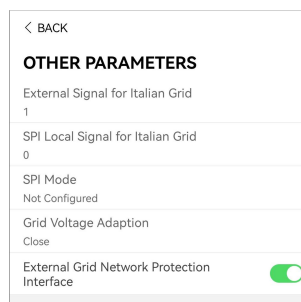 < BACK
OTHER PARAMETERS
External Signal for Italian Grid
1
SPI Local Signal for Italian Grid
0
SPI Mode
Not Configured
Grid Voltage Adaption
Close
External Grid Network Protection
Interface